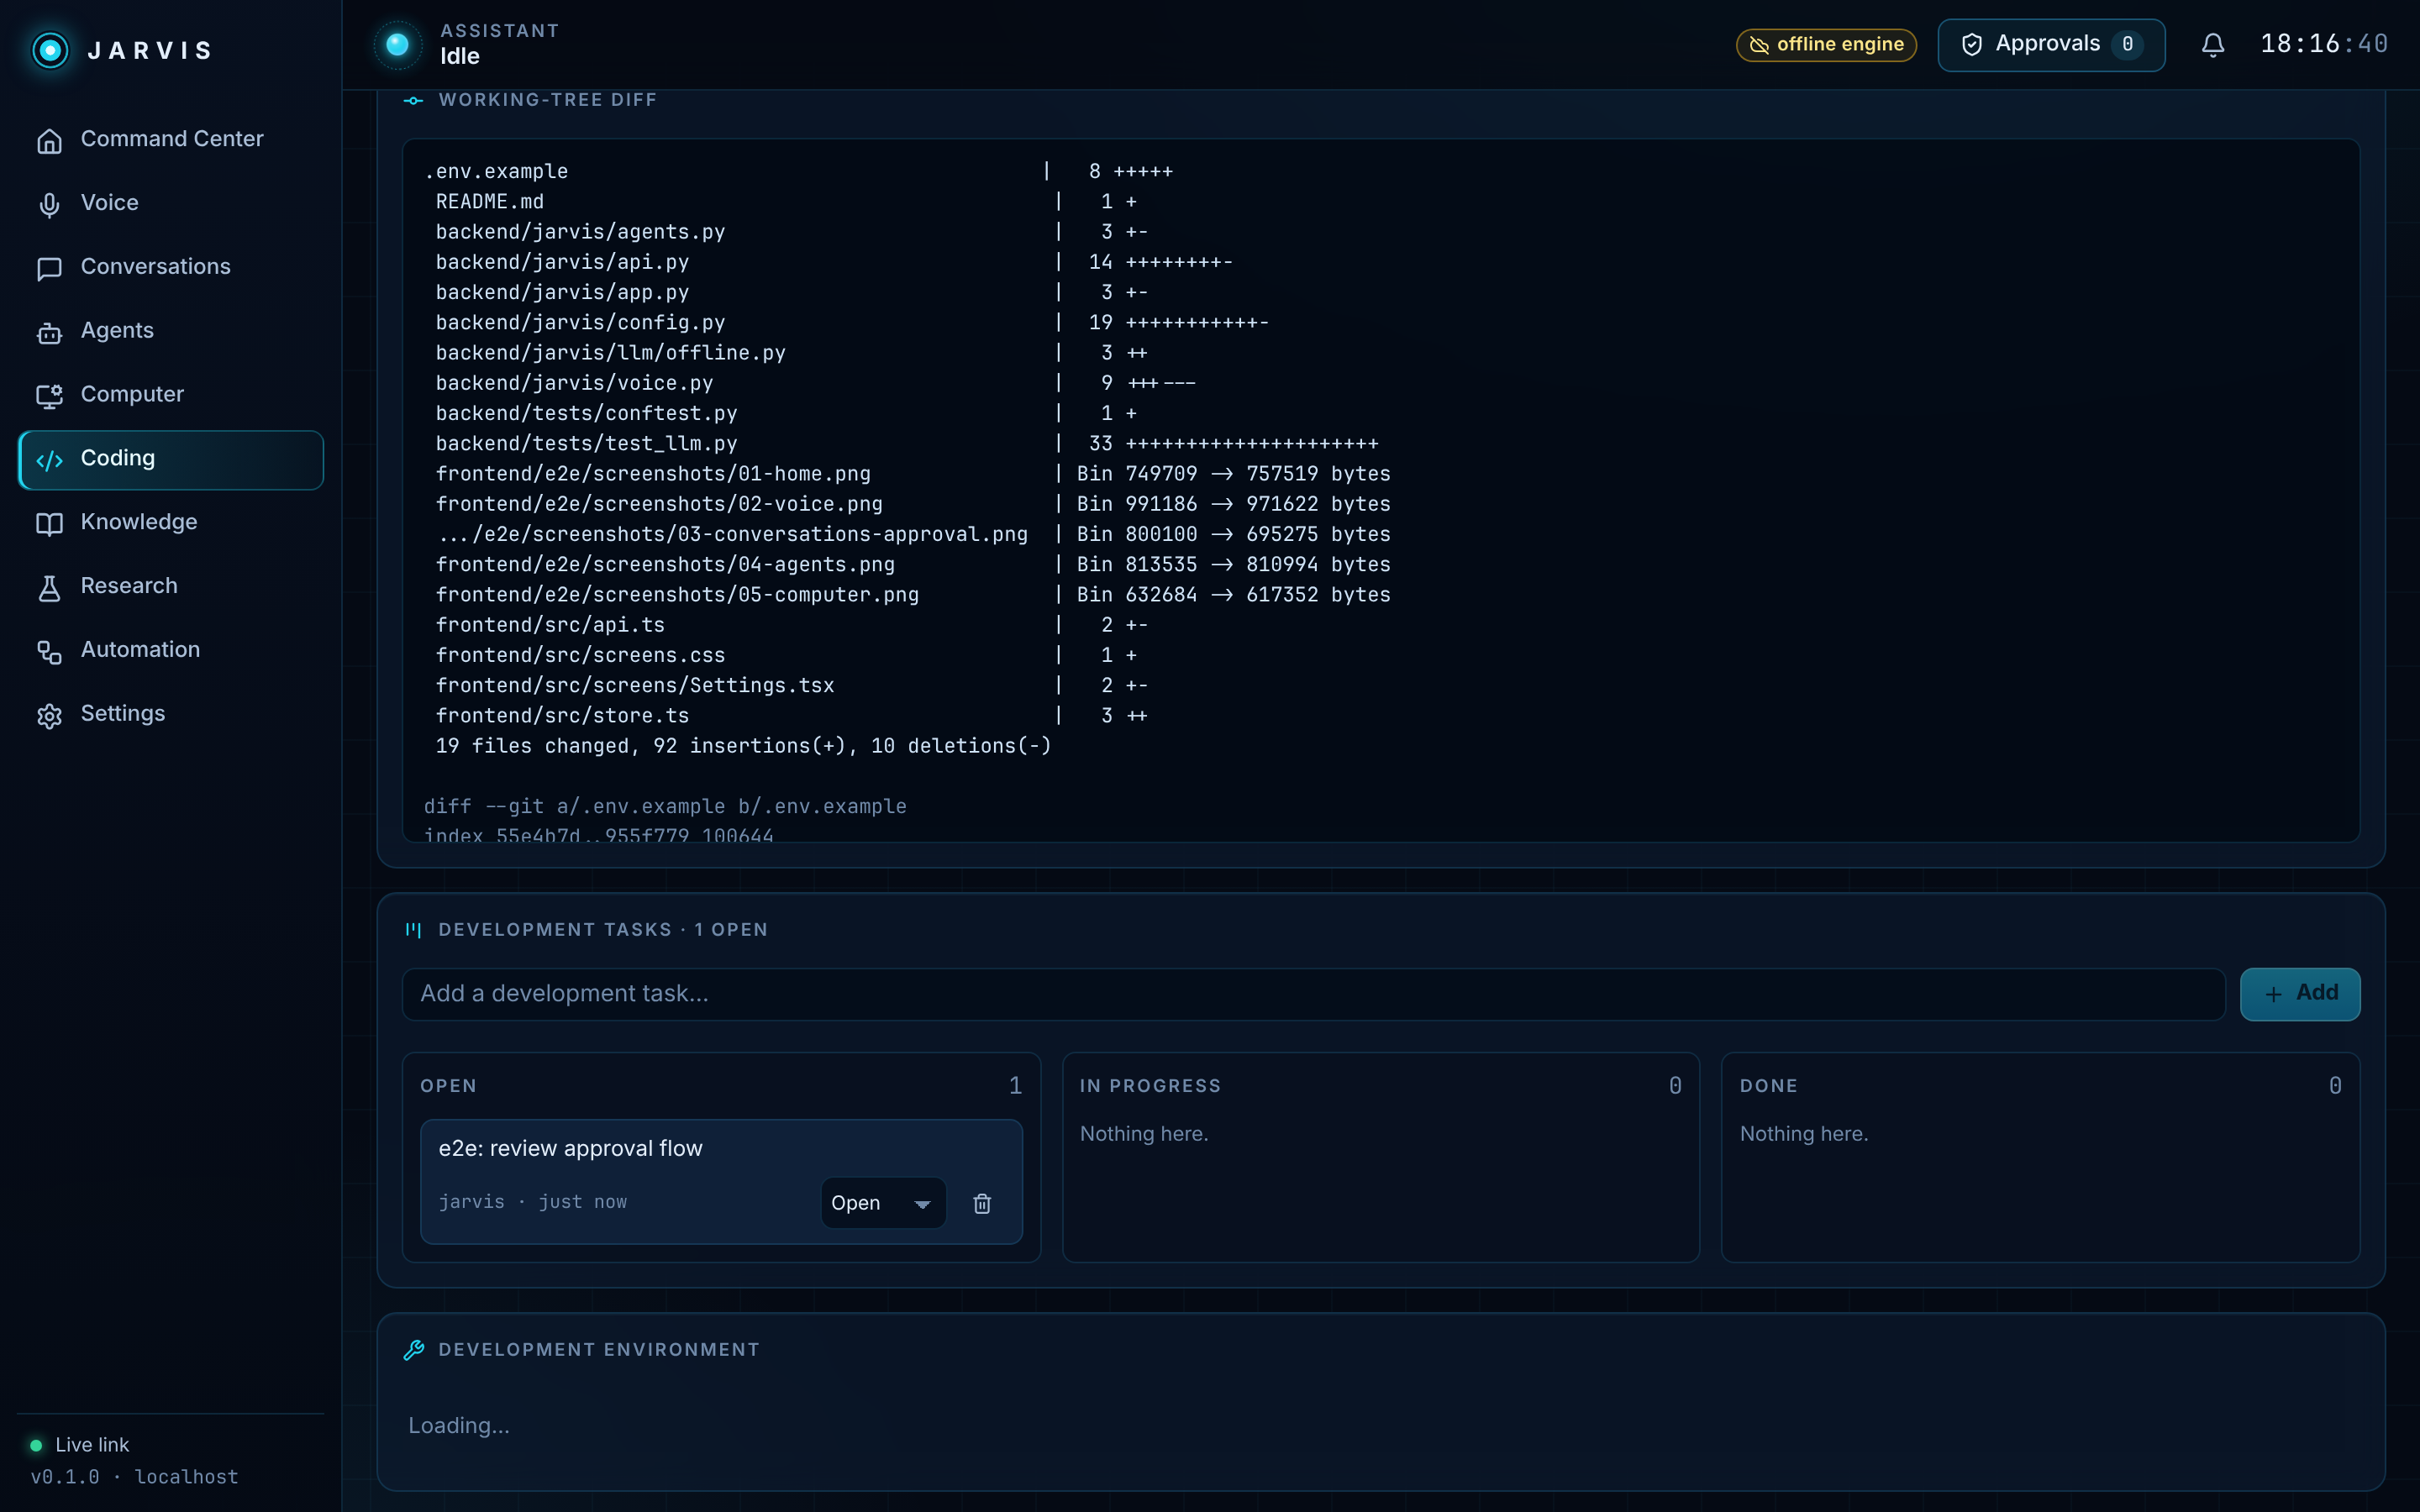 JARVIS
Command Center
Voice
Conversations
Agents
Computer
Coding
Knowledge
Research
Automation
Settings
Live link
v0.1.0 · localhost
ASSISTANT
Idle
offline engine
Approvals 0
18:16:40
WORKING-TREE DIFF
.env.example | 8 +++++
README.md | 1 +
backend/jarvis/agents.py | 3 +-
backend/jarvis/api.py | 14 ++++++++-
backend/jarvis/app.py | 3 +-
backend/jarvis/config.py | 19 +++++++++++-
backend/jarvis/llm/offline.py | 3 ++
backend/jarvis/voice.py | 9 +++---
backend/tests/conftest.py | 1 +
backend/tests/test_llm.py | 33 +++++++++++++++++++++
frontend/e2e/screenshots/01-home.png | Bin 749709 -> 757519 bytes
frontend/e2e/screenshots/02-voice.png | Bin 991186 -> 971622 bytes
.../e2e/screenshots/03-conversations-approval.png | Bin 800100 -> 695275 bytes
frontend/e2e/screenshots/04-agents.png | Bin 813535 -> 810994 bytes
frontend/e2e/screenshots/05-computer.png | Bin 632684 -> 617352 bytes
frontend/src/api.ts | 2 +-
frontend/src/screens.css | 1 +
frontend/src/screens/Settings.tsx | 2 +-
frontend/src/store.ts | 3 ++
19 files changed, 92 insertions(+), 10 deletions(-)
diff --git a/.env.example b/.env.example
index 55e4b7d..955f779 100644
DEVELOPMENT TASKS · 1 OPEN
Add a development task...
+ Add
OPEN 1
e2e: review approval flow
jarvis · just now
Open
IN PROGRESS 0
Nothing here.
DONE 0
Nothing here.
DEVELOPMENT ENVIRONMENT
Loading...